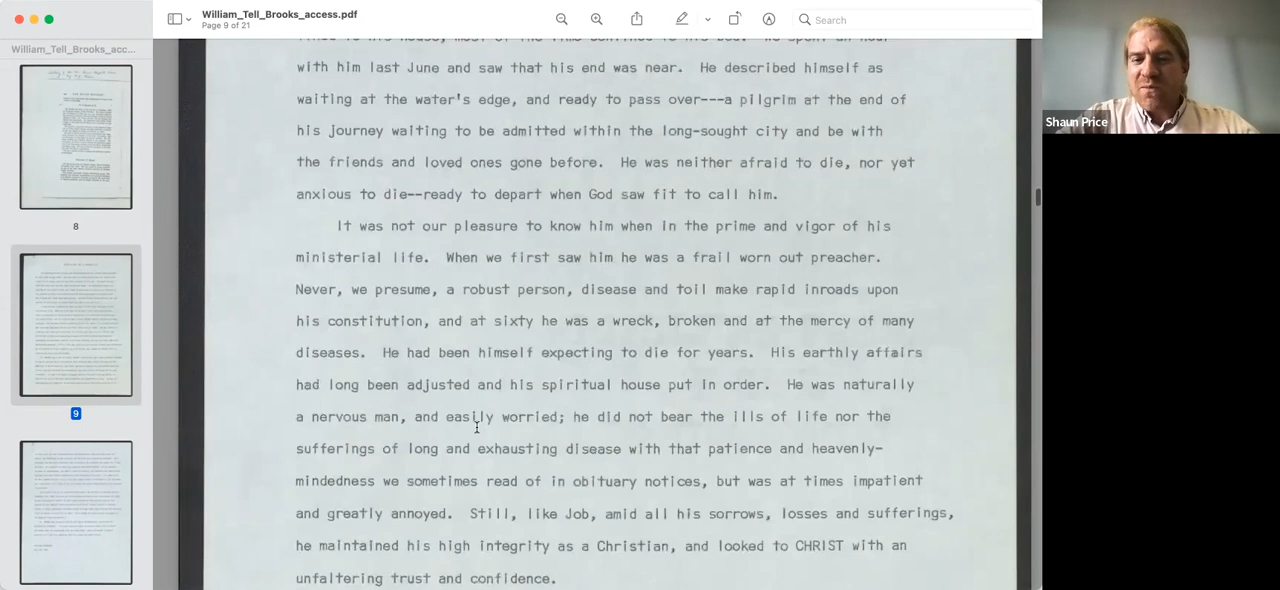 William_Tell_Brooks_access.pdf
Page 9 of 21
Search
William_Tell_Brooks_acc...
8
9
Shaun Price
with him last June and saw that his end was near. He described himself as
waiting at the water's edge, and ready to pass over---a pilgrim at the end of
his journey waiting to be admitted within the long-sought city and be with
the friends and loved ones gone before. He was neither afraid to die, nor yet
anxious to die--ready to depart when God saw fit to call him.
It was not our pleasure to know him when in the prime and vigor of his
ministerial life. When we first saw him he was a frail worn out preacher.
Never, we presume, a robust person, disease and toil make rapid inroads upon
his constitution, and at sixty he was a wreck, broken and at the mercy of many
diseases. He had been himself expecting to die for years. His earthly affairs
had long been adjusted and his spiritual house put in order. He was naturally
a nervous man, and easily worried; he did not bear the ills of life nor the
sufferings of long and exhausting disease with that patience and heavenly-
mindedness we sometimes read of in obituary notices, but was at times impatient
and greatly annoyed. Still, like Job, amid all his sorrows, losses and sufferings,
he maintained his high integrity as a Christian, and looked to CHRIST with an
unfaltering trust and confidence.